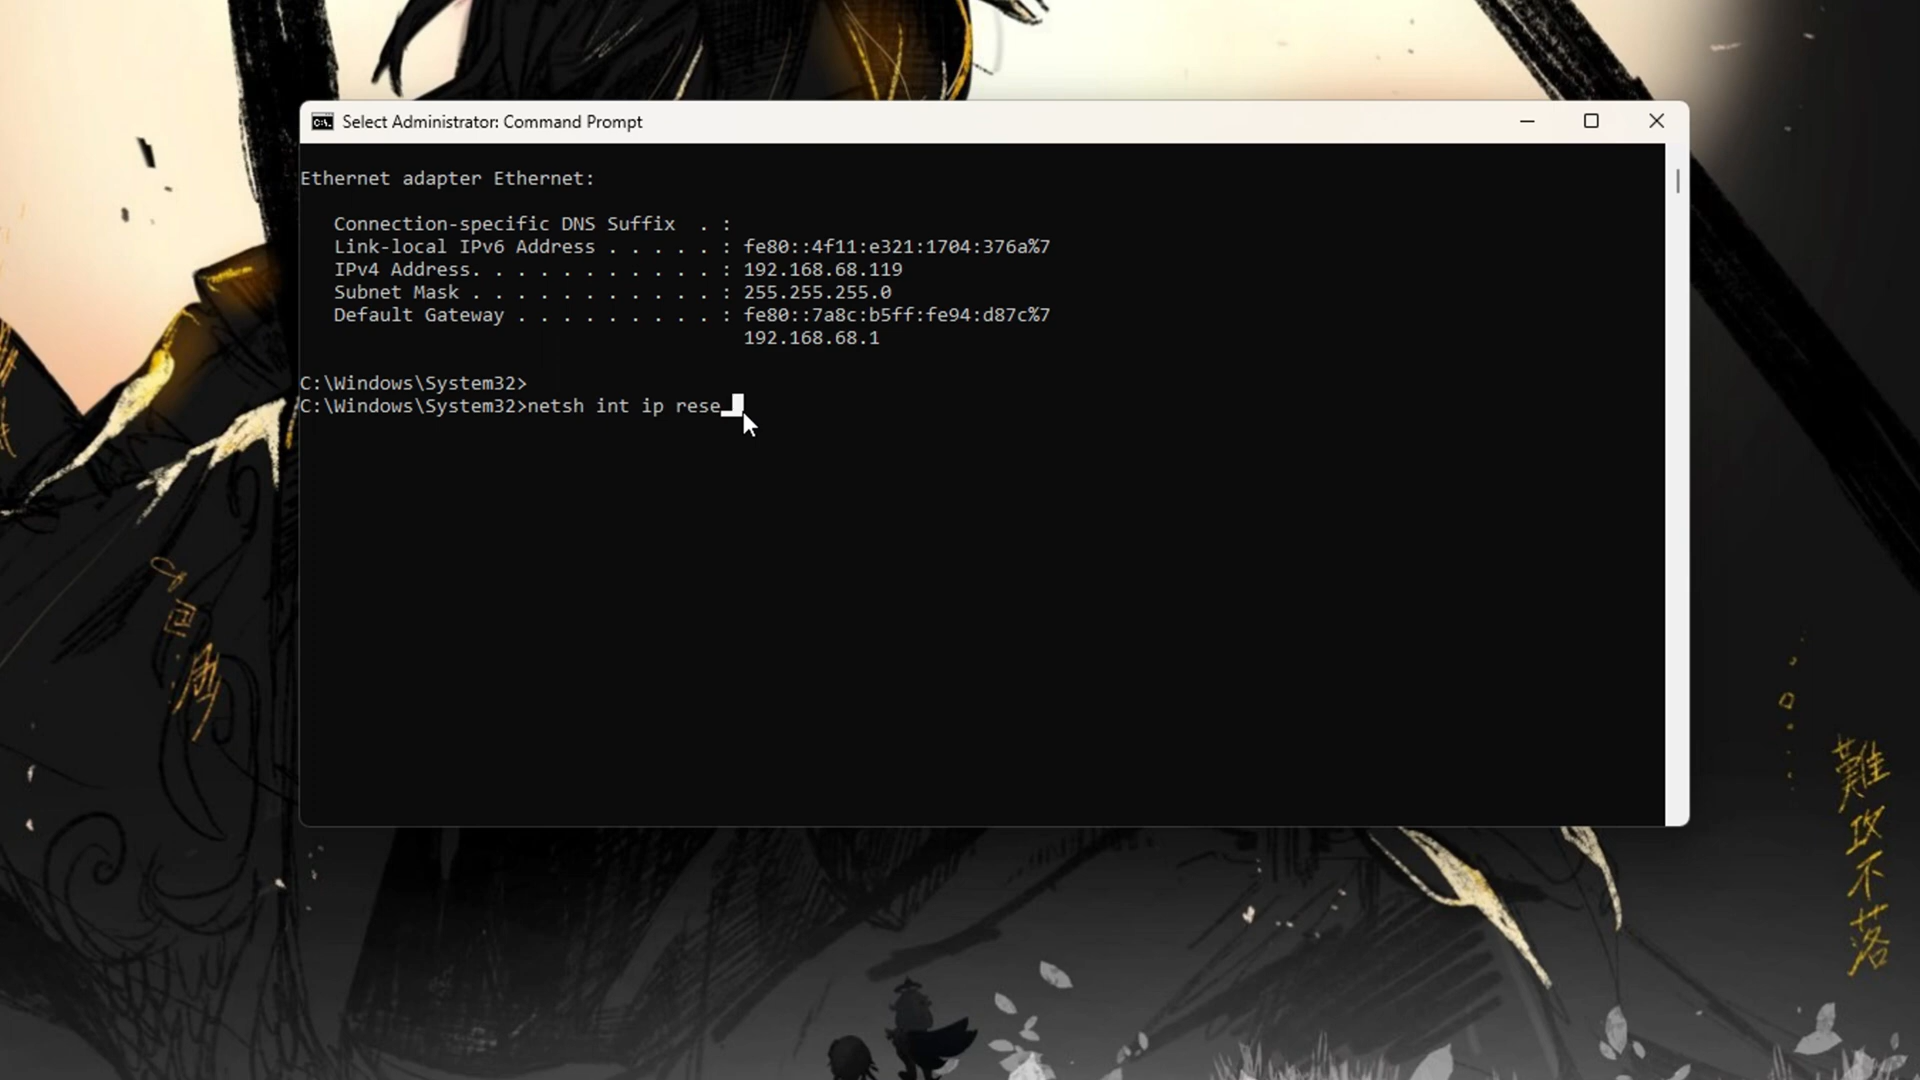 Select Administrator: Command Prompt
Ethernet adapter Ethernet:
Connection-specific DNS Suffix . :
Link-local IPv6 Address . . . . . : fe80::4f11:e321:1704:376a%7
IPv4 Address. . . . . . . . . . . : 192.168.68.119
Subnet Mask . . . . . . . . . . . : 255.255.255.0
Default Gateway . . . . . . . . . : fe80::7a8c:b5ff:fe94:d87c%7
192.168.68.1
C:\Windows\System32>
C:\Windows\System32>netsh int ip rese
難攻不落